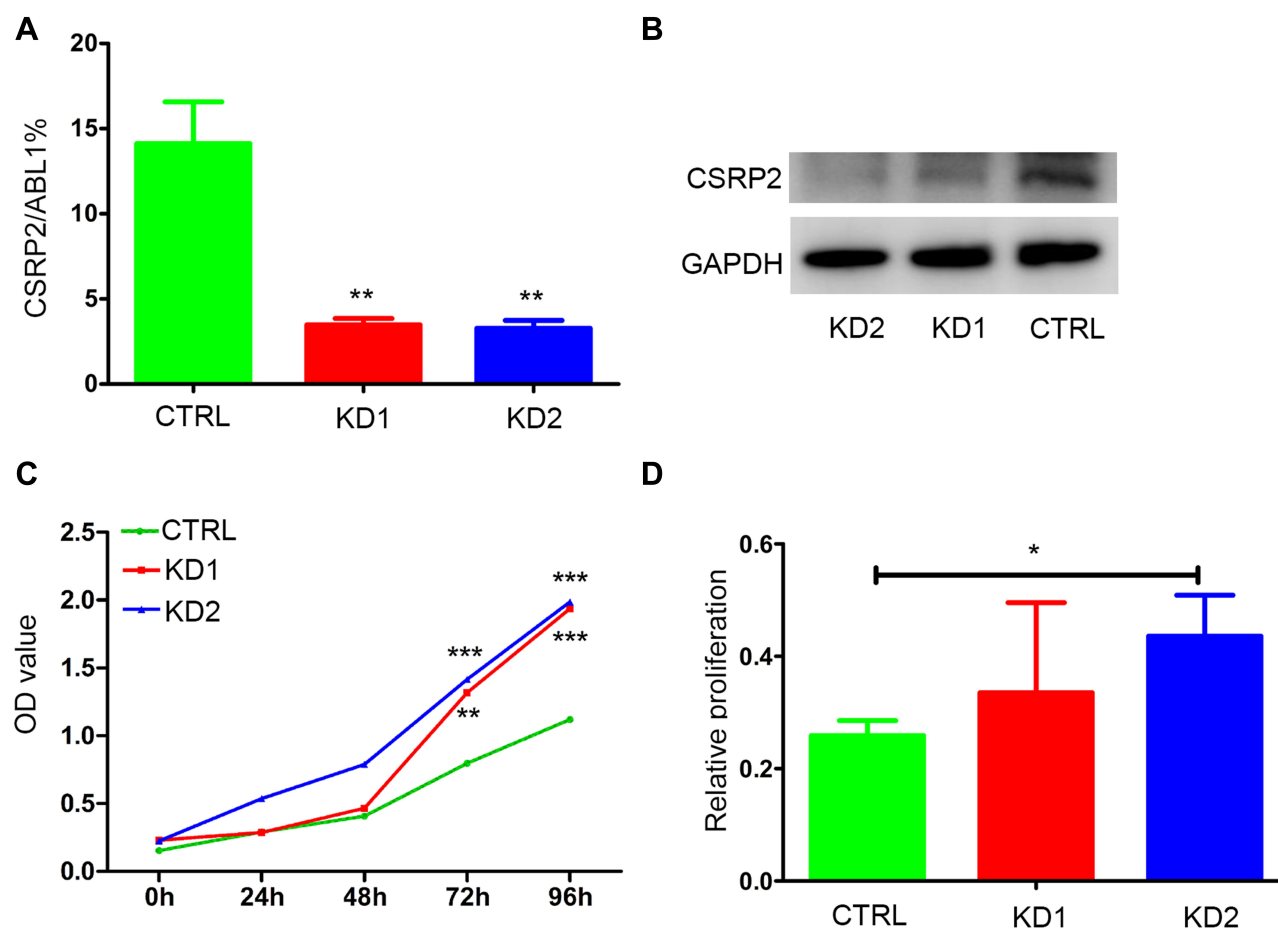 A
CSRP2/ABL1%
20
15
10
5
0
**
**
CTRL
KD1
KD2
B
CSRP2
GAPDH
KD2
KD1
CTRL
C
OD value
2.5
2.0
1.5
1.0
0.5
0.0
CTRL
KD1
KD2
***
***
***
**
0h
24h
48h
72h
96h
D
Relative proliferation
0.6
0.4
0.2
0.0
*
CTRL
KD1
KD2